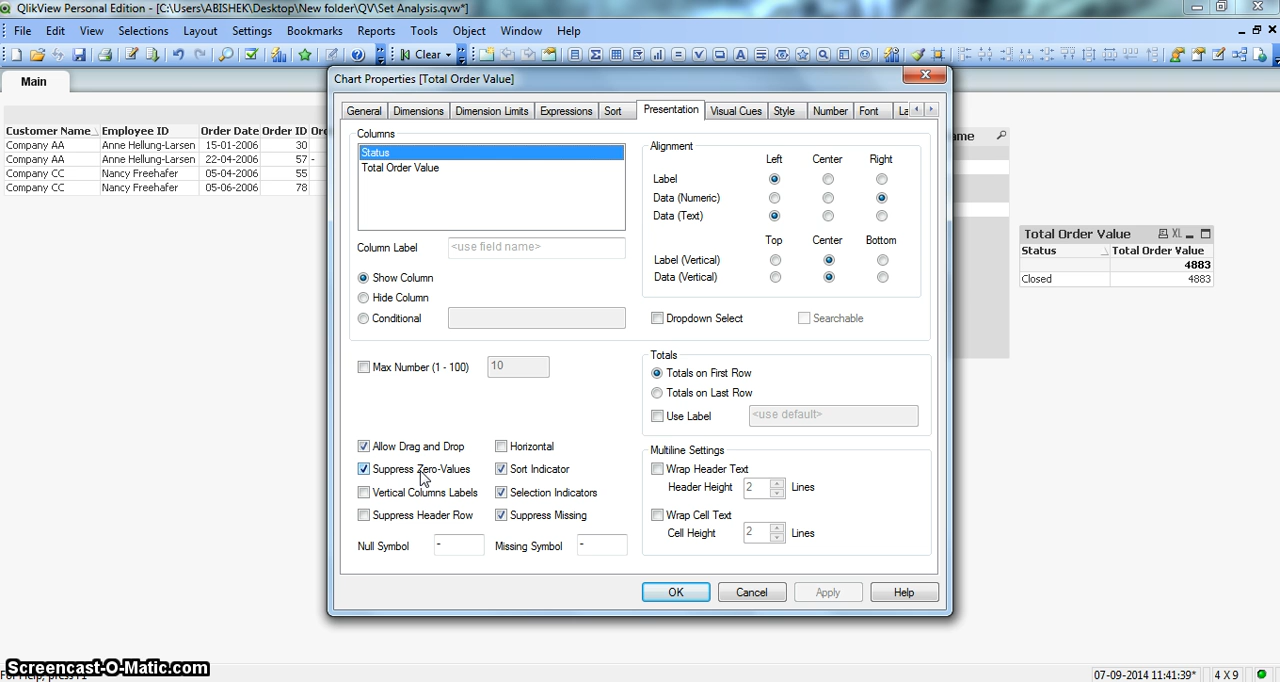 QlikView Personal Edition - [C:\Users\ABISHEK\Desktop\New folder\QV\Set Analysis.qvw*]
File Edit View Selections Layout Settings Bookmarks Reports Tools Object Window Help
Clear
Main
Customer Name Employee ID Order Date Order ID
Company AA Anne Hellung-Larsen 15-01-2006 30
Company AA Anne Hellung-Larsen 22-04-2006 57 -
Company CC Nancy Freehafer 05-04-2006 55
Company CC Nancy Freehafer 05-06-2006 78
Chart Properties [Total Order Value]
General Dimensions Dimension Limits Expressions Sort Presentation Visual Cues Style Number Font
Columns
Status
Total Order Value
Column Label <use field name>
Show Column
Hide Column
Conditional
Alignment
Left Center Right
Label
Data (Numeric)
Data (Text)
Top Center Bottom
Label (Vertical)
Data (Vertical)
Dropdown Select Searchable
Max Number (1 - 100) 10
Totals
Totals on First Row
Totals on Last Row
Use Label <use default>
Allow Drag and Drop Horizontal
Suppress Zero-Values Sort Indicator
Vertical Columns Labels Selection Indicators
Suppress Header Row Suppress Missing
Null Symbol - Missing Symbol -
Multiline Settings
Wrap Header Text
Header Height 2 Lines
Wrap Cell Text
Cell Height 2 Lines
OK Cancel Apply Help
Total Order Value XL
Status Total Order Value
4883
Closed 4883
Screencast-O-Matic.com
07-09-2014 11:41:39* 4 X 9